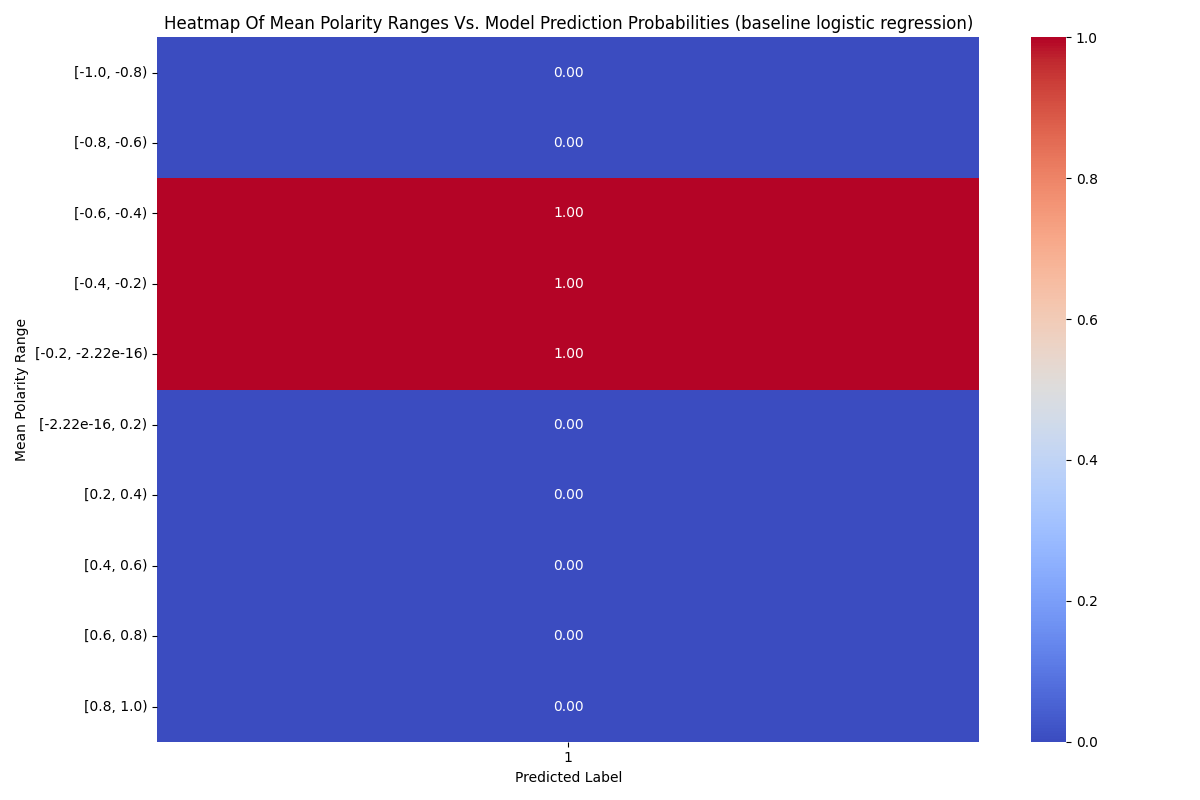 Heatmap Of Mean Polarity Ranges Vs. Model Prediction Probabilities (baseline logistic regression)
Mean Polarity Range
[-1.0, -0.8) 0.00
[-0.8, -0.6) 0.00
[-0.6, -0.4) 1.00
[-0.4, -0.2) 1.00
[-0.2, -2.22e-16) 1.00
[-2.22e-16, 0.2) 0.00
[0.2, 0.4) 0.00
[0.4, 0.6) 0.00
[0.6, 0.8) 0.00
[0.8, 1.0) 0.00
1
Predicted Label
1.0
0.8
0.6
0.4
0.2
0.0